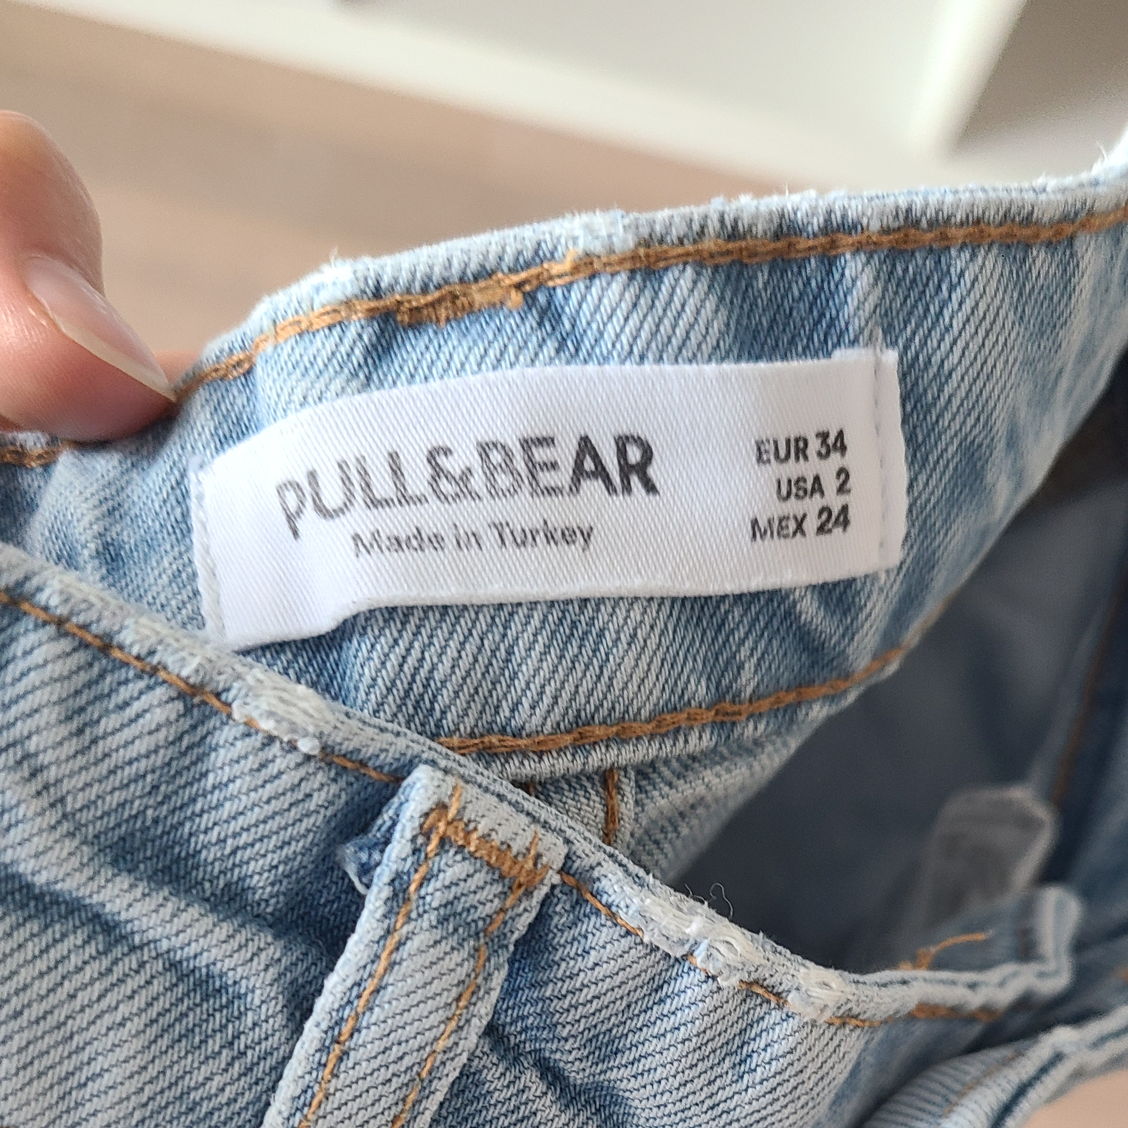 PULL&BEAR
Made in Turkey
EUR 34
USA 2
MEX 24